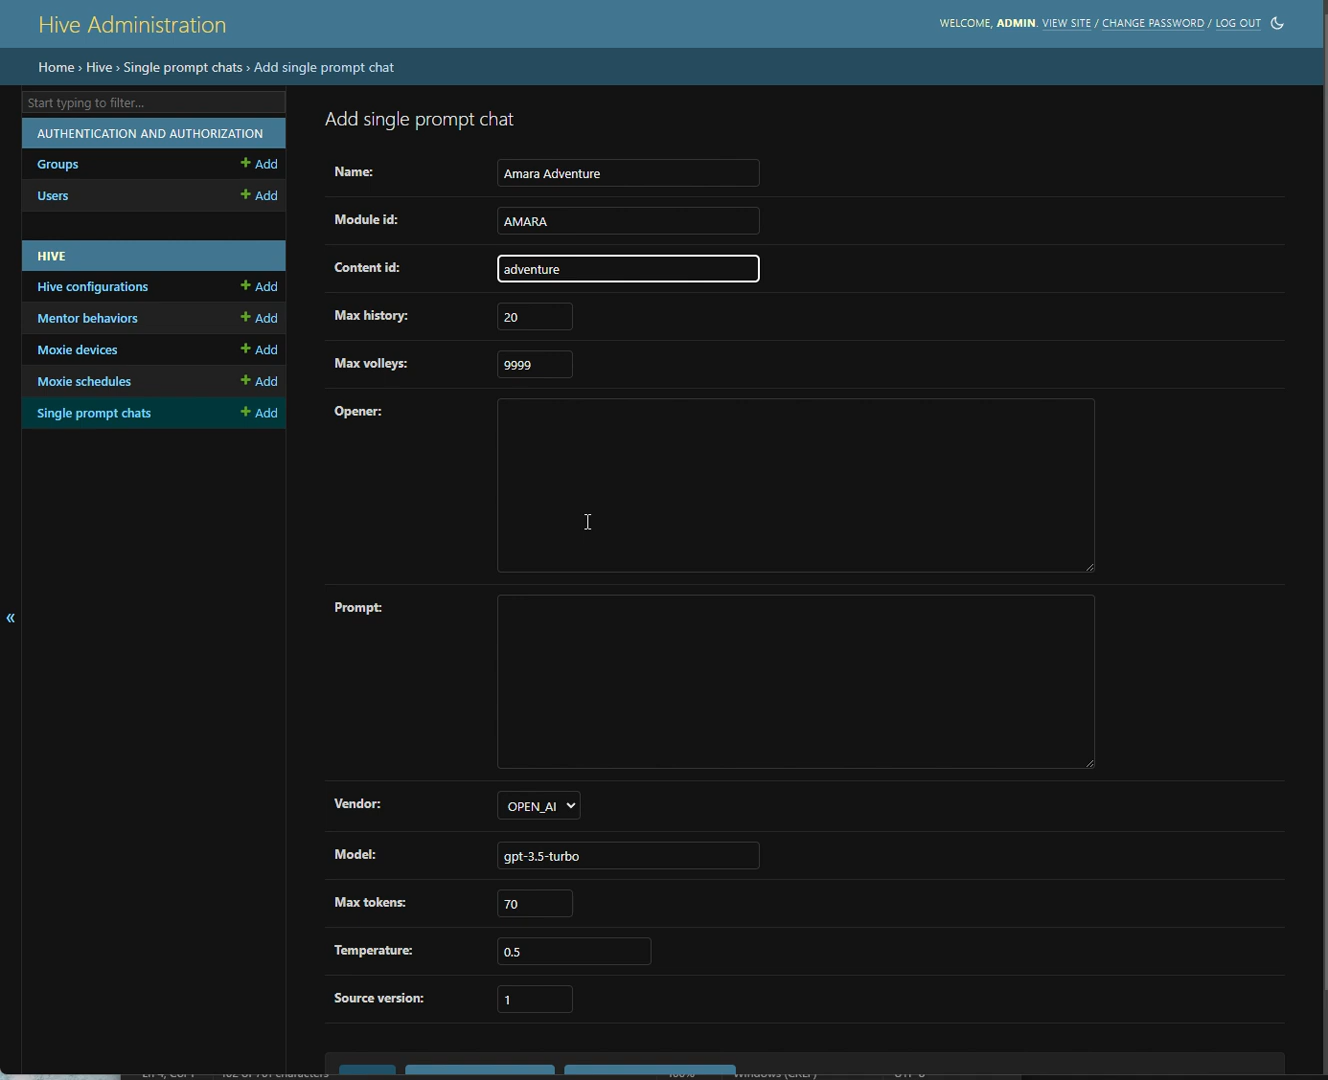 Hive Administration
WELCOME, ADMIN. VIEW SITE / CHANGE PASSWORD / LOG OUT
Home › Hive › Single prompt chats › Add single prompt chat
Start typing to filter...
AUTHENTICATION AND AUTHORIZATION
Groups + Add
Users + Add
HIVE
Hive configurations + Add
Mentor behaviors + Add
Moxie devices + Add
Moxie schedules + Add
Single prompt chats + Add
«
Add single prompt chat
Name: Amara Adventure
Module id: AMARA
Content id: adventure
Max history: 20
Max volleys: 9999
Opener:
Prompt:
Vendor: OPEN_AI
Model: gpt-3.5-turbo
Max tokens: 70
Temperature: 0.5
Source version: 1